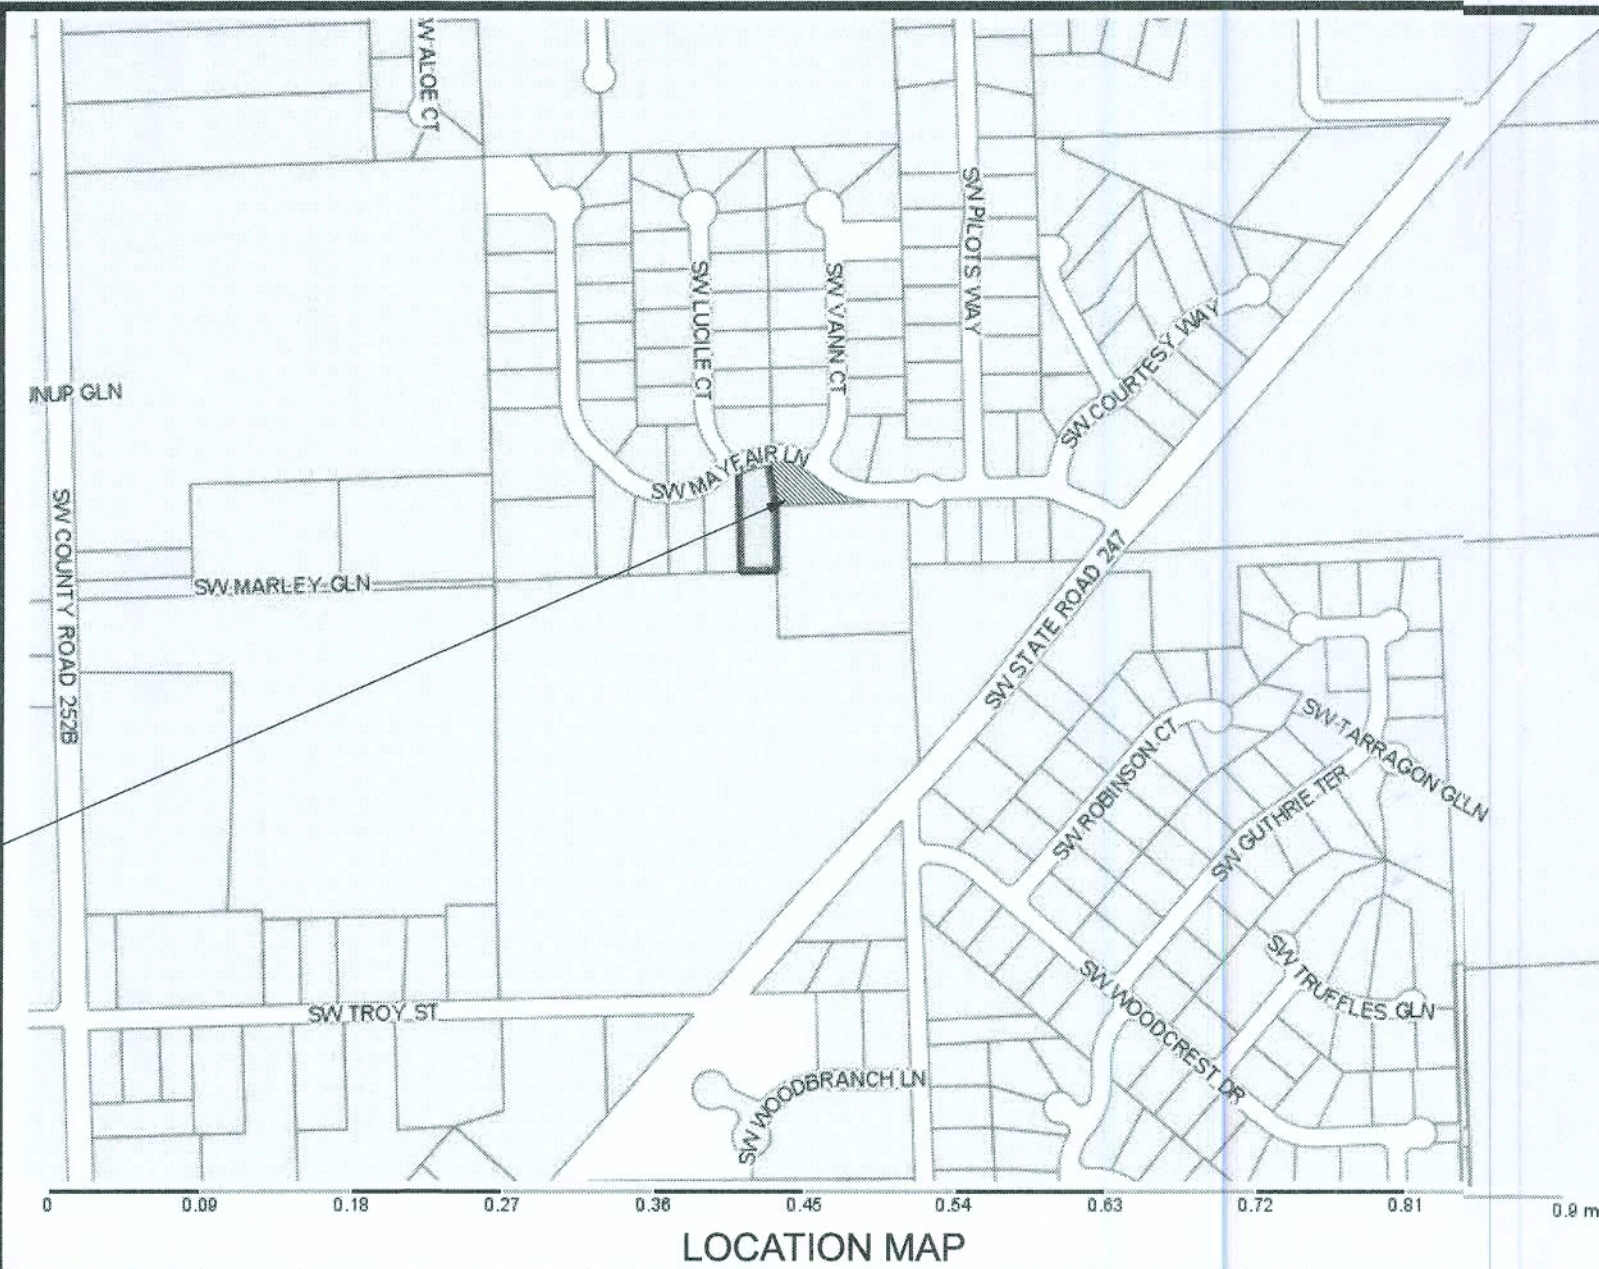 W ALOE CT
SW PILOTS WAY
SW LUCILE CT
SW VANN CT
SW COURTESY WAY
NUP GLN
SW MAYFAIR LN
SW COUNTY ROAD 252B
SW MARLEY GLN
SW STATE ROAD 247
SW TARRAGON GLLN
SW ROBINSON CT
SW GUTHRIE TER
SW TRUFFLES GLN
SW WOODCREST DR
SW TROY ST
SW WOODBRANCH LN
0 0.09 0.18 0.27 0.36 0.45 0.54 0.63 0.72 0.81 0.9 m
LOCATION MAP